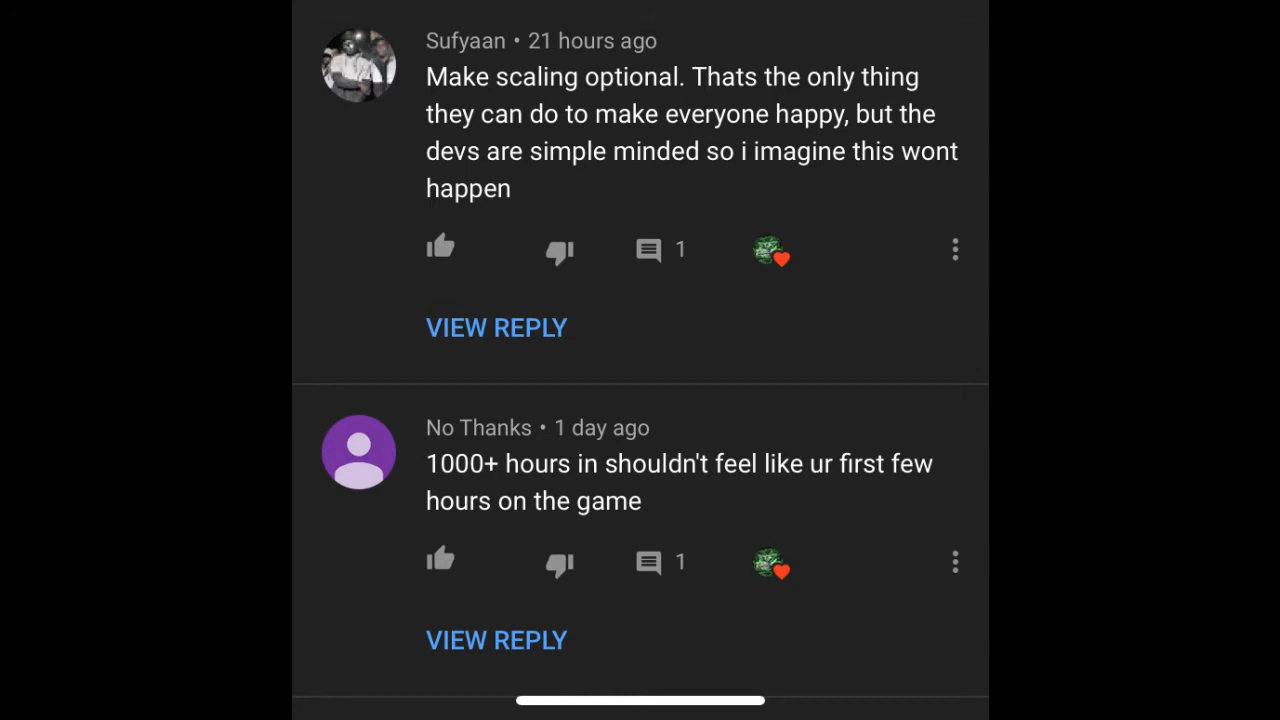 Sufyaan • 21 hours ago
Make scaling optional. Thats the only thing
they can do to make everyone happy, but the
devs are simple minded so i imagine this wont
happen
1
VIEW REPLY
No Thanks • 1 day ago
1000+ hours in shouldn't feel like ur first few
hours on the game
1
VIEW REPLY